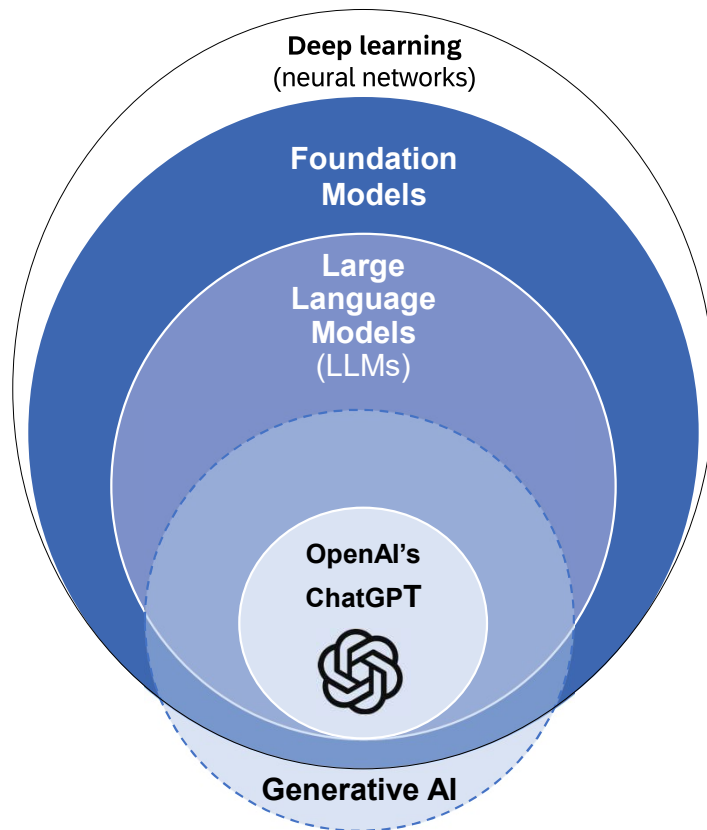 Deep learning
(neural networks)
Foundation
Models
Large
Language
Models
(LLMs)
OpenAI's
ChatGPT
Generative AI